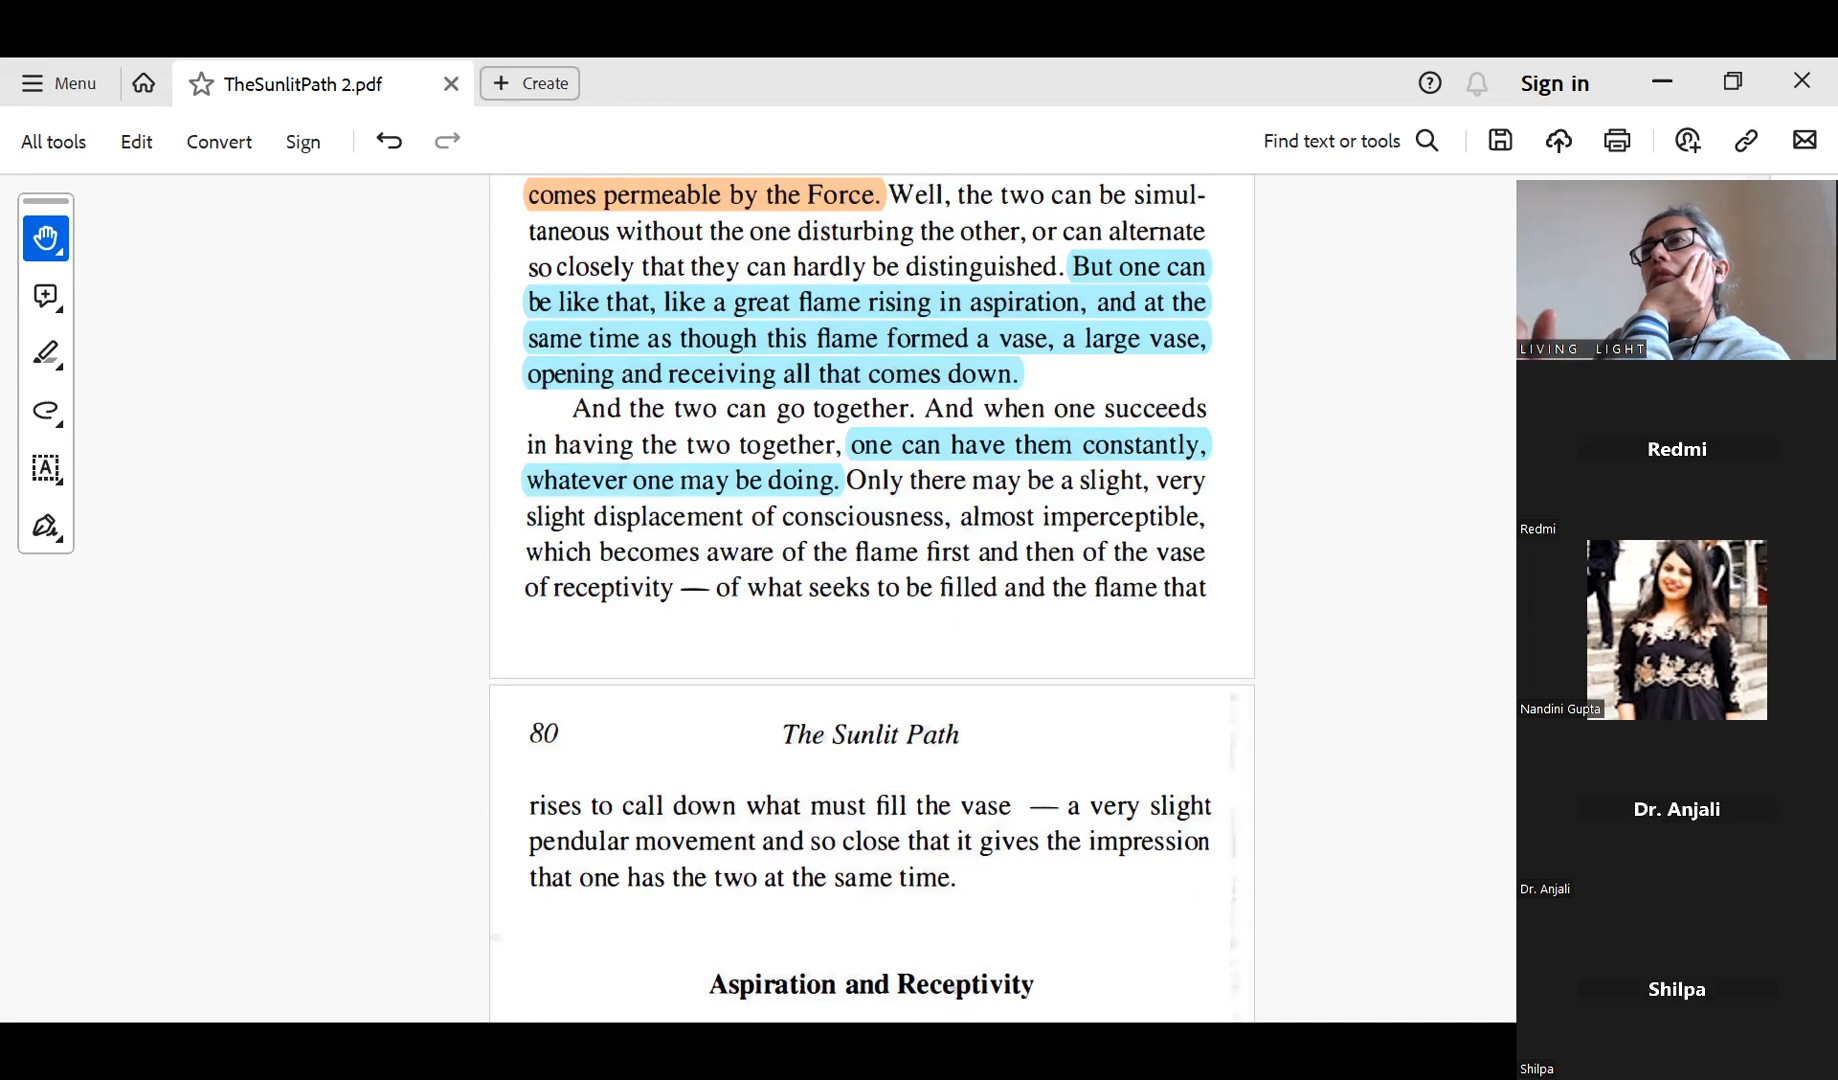 Menu
TheSunlitPath 2.pdf
Create
Sign in
All tools
Edit
Convert
Sign
Find text or tools
comes permeable by the Force. Well, the two can be simul-
taneous without the one disturbing the other, or can alternate
so closely that they can hardly be distinguished. But one can
be like that, like a great flame rising in aspiration, and at the
same time as though this flame formed a vase, a large vase,
opening and receiving all that comes down.
And the two can go together. And when one succeeds
in having the two together, one can have them constantly,
whatever one may be doing. Only there may be a slight, very
slight displacement of consciousness, almost imperceptible,
which becomes aware of the flame first and then of the vase
of receptivity — of what seeks to be filled and the flame that
80
The Sunlit Path
rises to call down what must fill the vase — a very slight
pendular movement and so close that it gives the impression
that one has the two at the same time.
Aspiration and Receptivity
LIVING LIGHT
Redmi
Redmi
Nandini Gupta
Dr. Anjali
Dr. Anjali
Shilpa
Shilpa